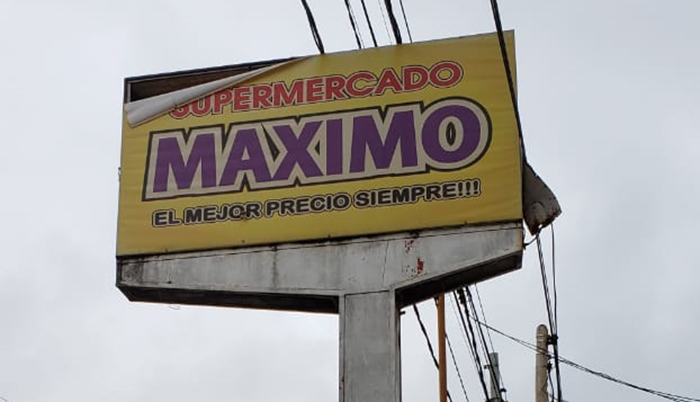 SUPERMERCADO
MAXIMO
EL MEJOR PRECIO SIEMPRE!!!